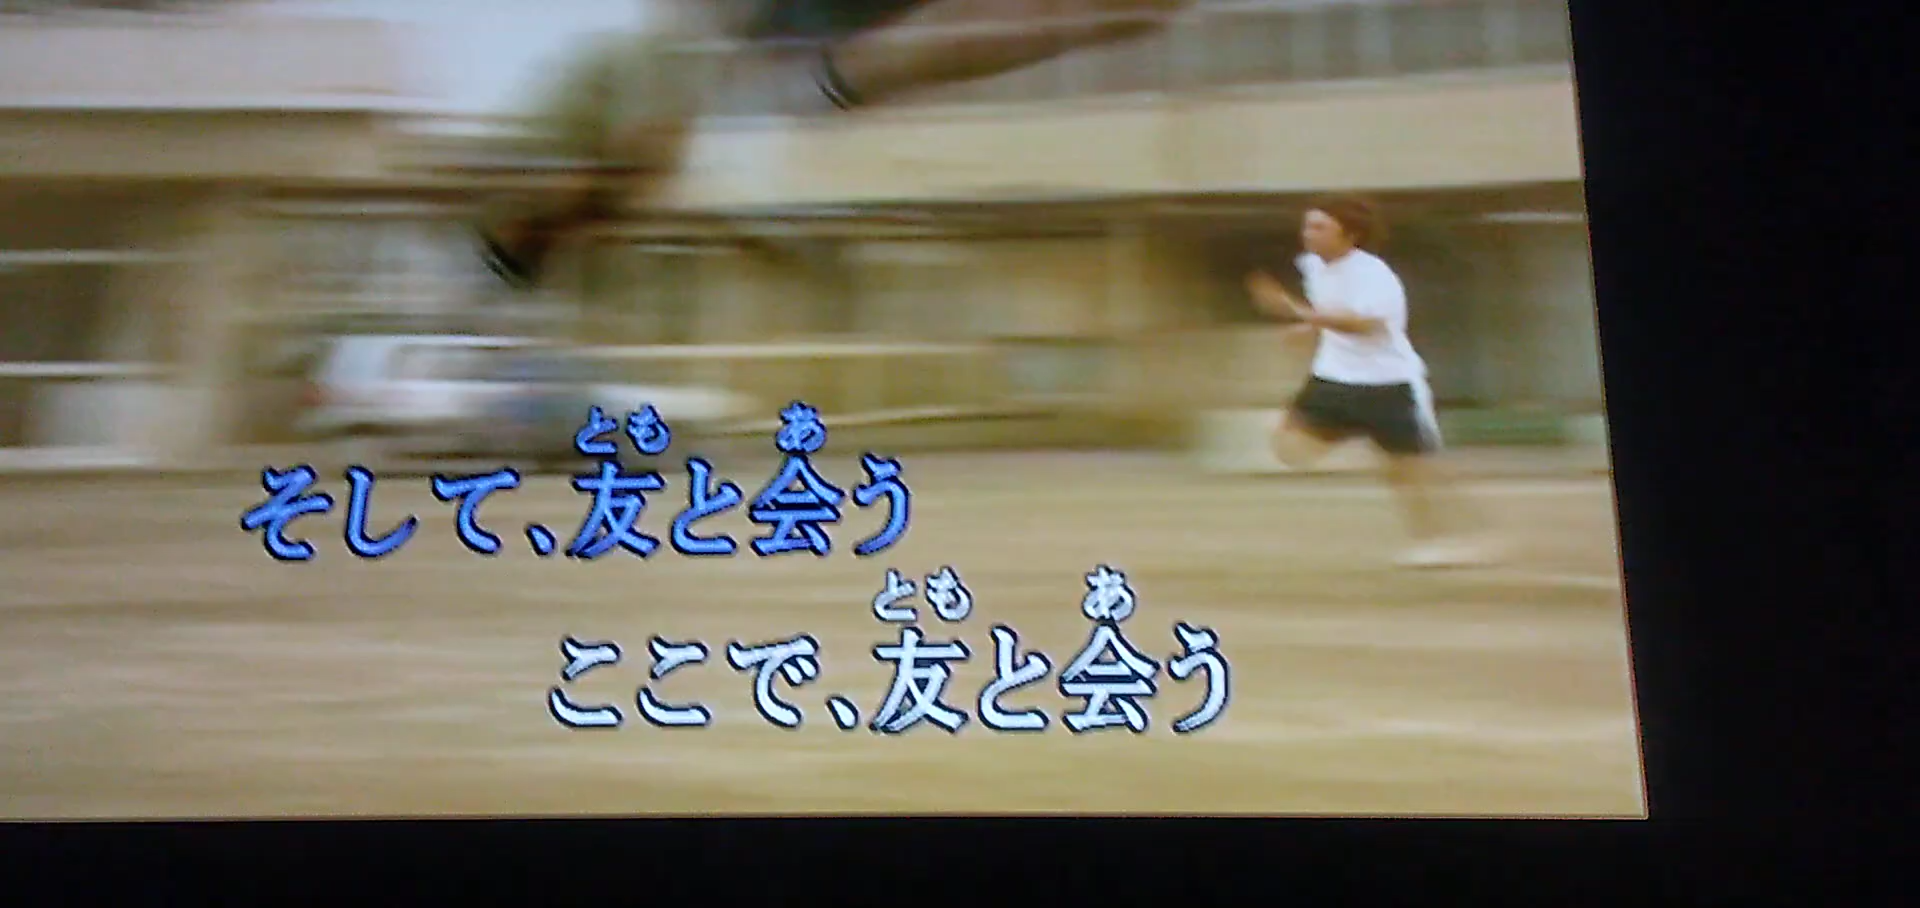 とも あ
そして、友と会う
とも あ
ここで、友と会う